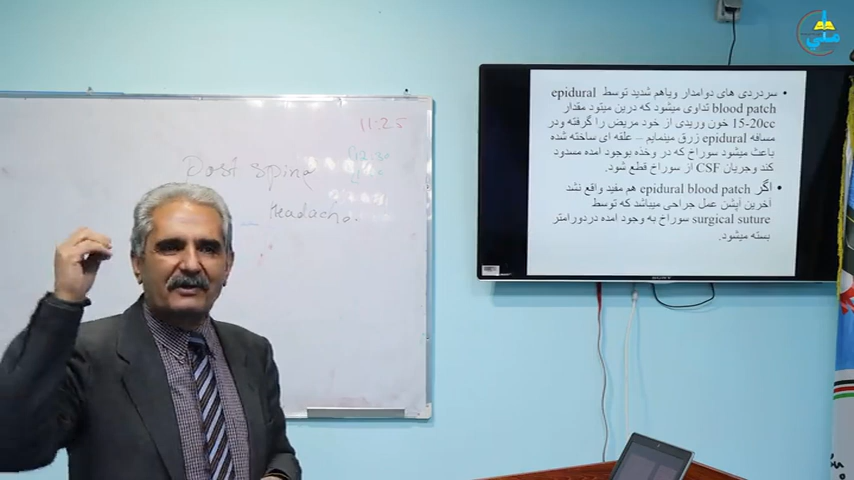 11:25
Post spine
Headache.
• سردردی های دوامدار ویاهم شدید توسط epidural
blood patch تداوی میشود که درین میتود مقدار
15-20cc خون وریدی از خود مریض را گرفته ودر
مسافه epidural زرق مینمایم – علقه ای ساخته شده
باعث میشود سوراخ که در وخذه بوجود امده مسدود
کند وجریان CSF از سوراخ قطع شود.
• اگر epidural blood patch هم مفید واقع نشد
آخرین آپشن عمل جراحی میباشد که توسط
surgical suture سوراخ به وجود امده دردورامتر
بسته میشود.
SONY
ملي